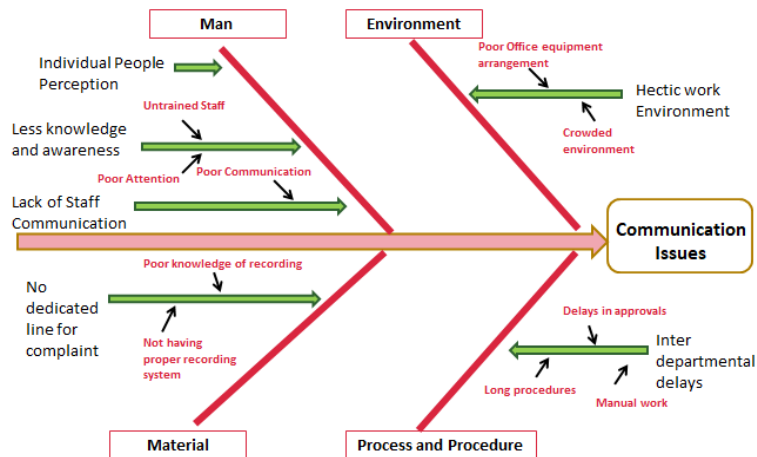 Man
Environment
Individual People
Perception
Untrained Staff
Less knowledge
and awareness
Poor Attention
Poor Communication
Lack of Staff
Communication
Poor Office equipment
arrangement
Hectic work
Environment
Crowded
environment
Communication
Issues
Poor knowledge of recording
No
dedicated
line for
complaint
Not having
proper recording
system
Delays in approvals
Inter
departmental
delays
Long procedures
Manual work
Material
Process and Procedure